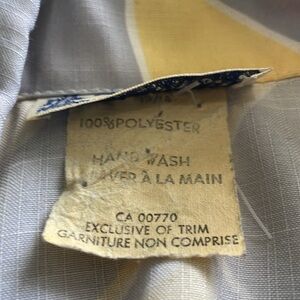 100% POLYESTER
HAND WASH
LAVER À LA MAIN
CA 00770
EXCLUSIVE OF TRIM
GARNITURE NON COMPRISE